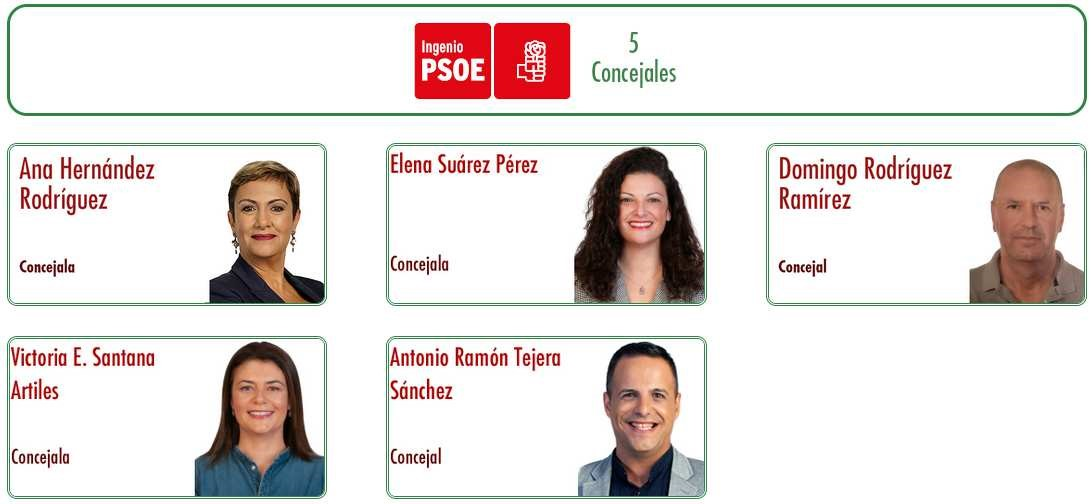 Ingenio
PSOE
5
Concejales
Ana Hernández
Rodríguez
Concejala
Elena Suárez Pérez
Concejala
Domingo Rodríguez
Ramírez
Concejal
Victoria E. Santana
Artiles
Concejala
Antonio Ramón Tejera
Sánchez
Concejal